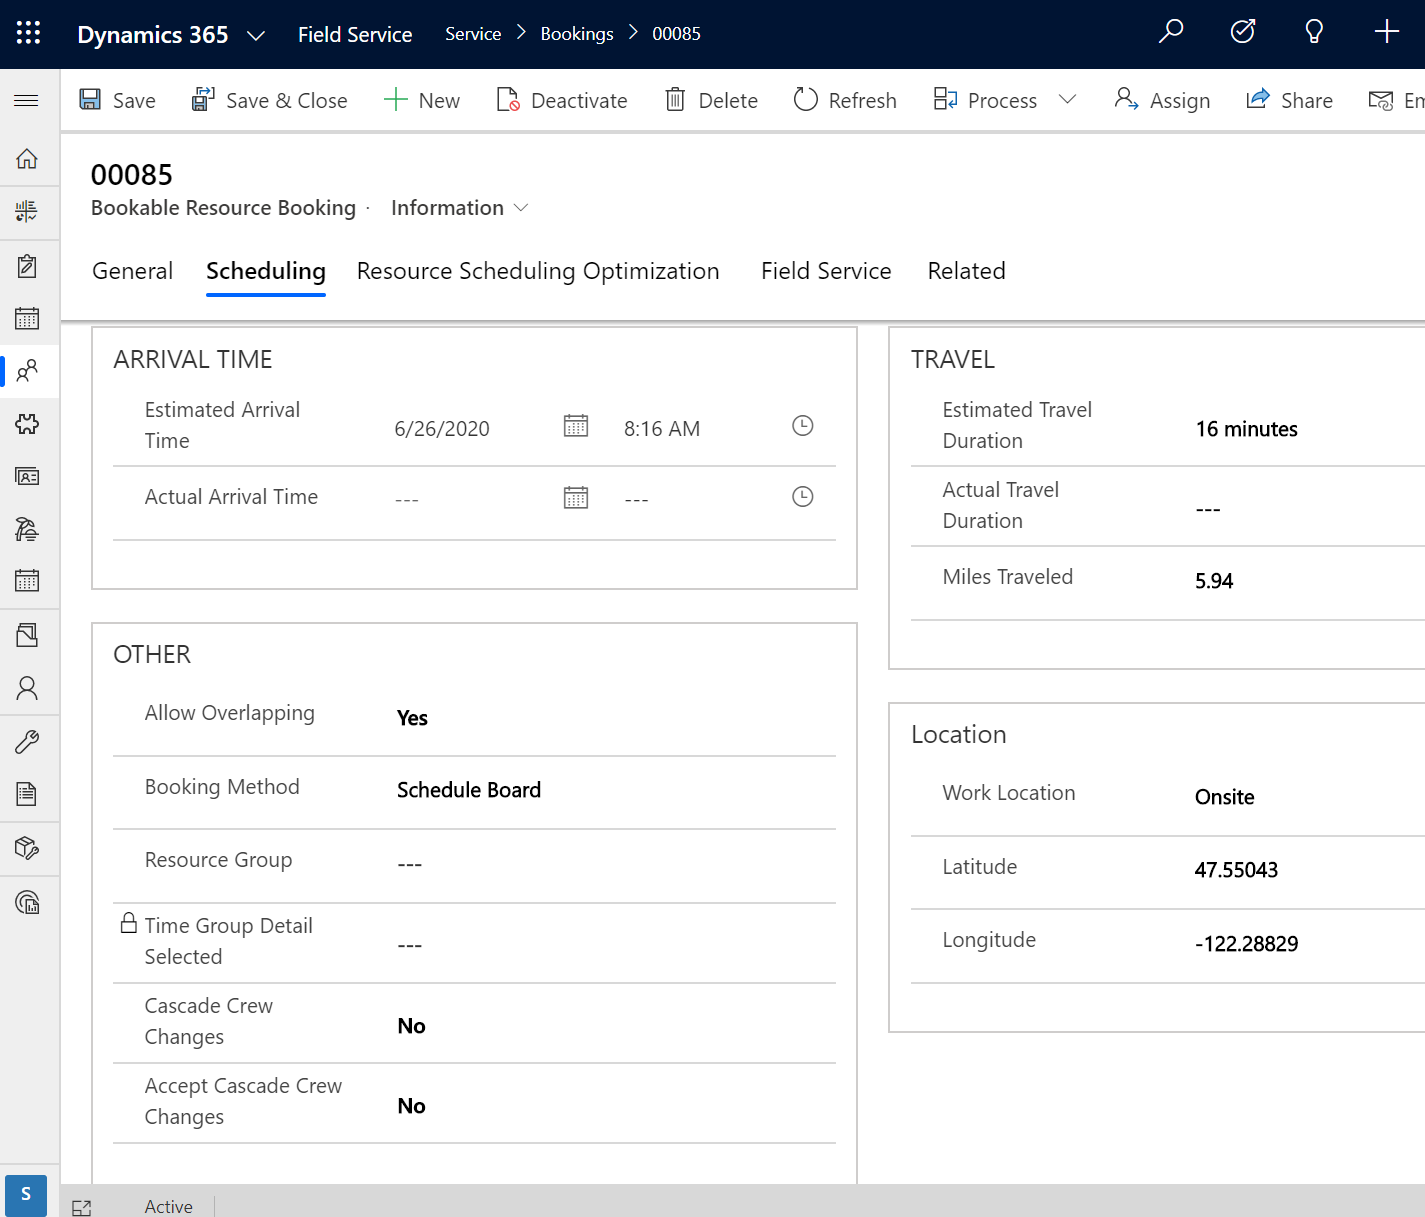 Dynamics 365 Field Service Service > Bookings > 00085
Save Save & Close New Deactivate Delete Refresh Process Assign Share Em
00085
Bookable Resource Booking · Information
General Scheduling Resource Scheduling Optimization Field Service Related
ARRIVAL TIME
Estimated Arrival
Time
6/26/2020 8:16 AM
Actual Arrival Time --- ---
TRAVEL
Estimated Travel
Duration
16 minutes
Actual Travel
Duration
---
Miles Traveled 5.94
OTHER
Allow Overlapping Yes
Booking Method Schedule Board
Resource Group ---
Time Group Detail
Selected
---
Cascade Crew
Changes
No
Accept Cascade Crew
Changes
No
Location
Work Location Onsite
Latitude 47.55043
Longitude -122.28829
S
Active